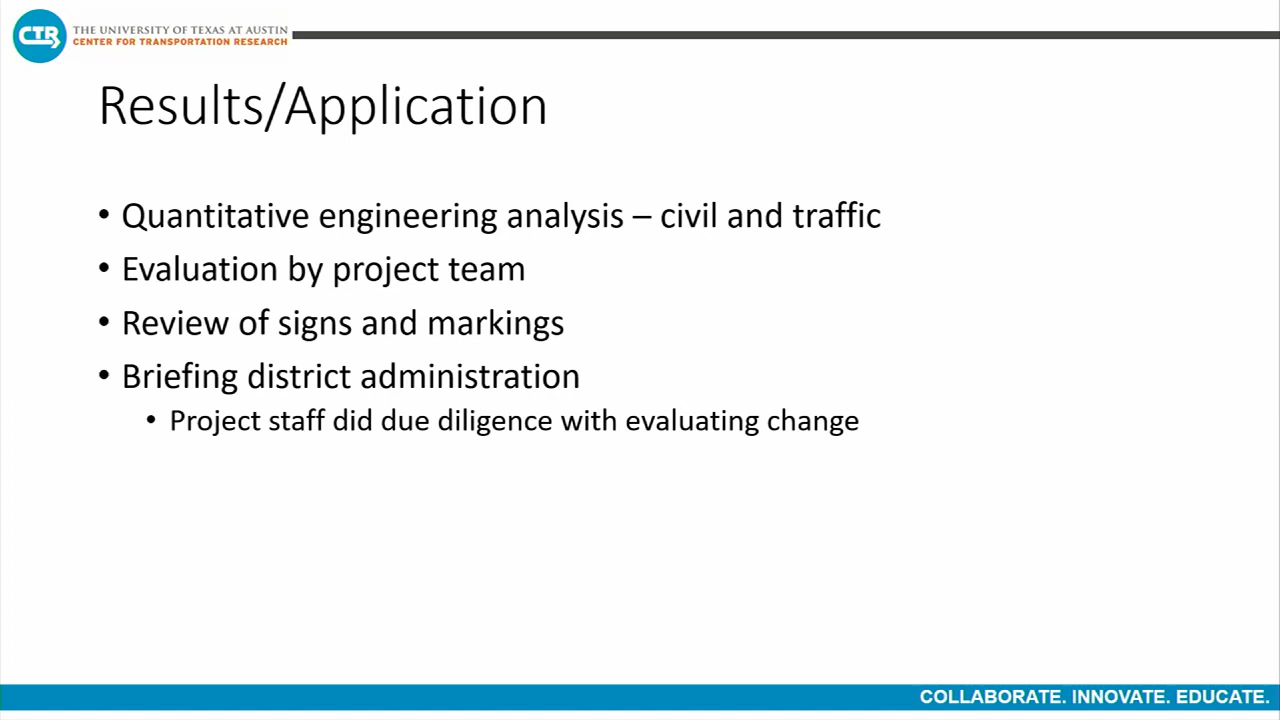 CTR
THE UNIVERSITY OF TEXAS AT AUSTIN
CENTER FOR TRANSPORTATION RESEARCH
Results/Application
• Quantitative engineering analysis – civil and traffic
• Evaluation by project team
• Review of signs and markings
• Briefing district administration
• Project staff did due diligence with evaluating change
COLLABORATE. INNOVATE. EDUCATE.